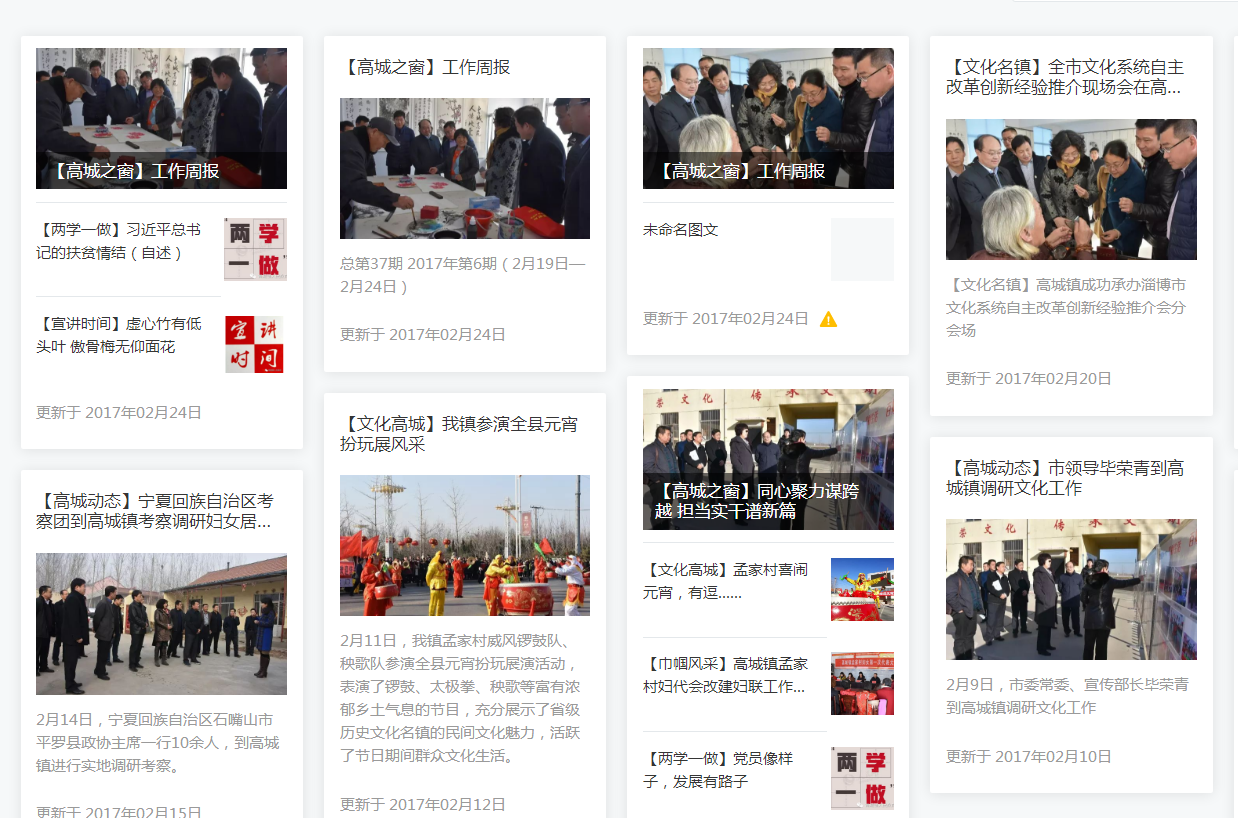 【高城之窗】工作周报
【两学一做】习近平总书
记的扶贫情结（自述）
两学
一做
【宣讲时间】虚心竹有低
头叶 傲骨梅无仰面花
宣讲
时间
更新于 2017年02月24日
【高城动态】宁夏回族自治区考
察团到高城镇考察调研妇女居...
2月14日，宁夏回族自治区石嘴山市
平罗县政协主席一行10余人，到高城
镇进行实地调研考察。
更新于 2017年02月15日
【高城之窗】工作周报
总第37期 2017年第6期（2月19日—
2月24日）
更新于 2017年02月24日
【文化高城】我镇参演全县元宵
扮玩展风采
2月11日，我镇孟家村威风锣鼓队、
秧歌队参演全县元宵扮玩展演活动，
表演了锣鼓、太极拳、秧歌等富有浓
郁乡土气息的节目，充分展示了省级
历史文化名镇的民间文化魅力，活跃
了节日期间群众文化生活。
更新于 2017年02月12日
【高城之窗】工作周报
未命名图文
更新于 2017年02月24日
荣 文 化 传 承 文
【高城之窗】同心聚力谋跨
越 担当实干谱新篇
【文化高城】孟家村喜闹
元宵，有逗......
【巾帼风采】高城镇孟家
村妇代会改建妇联工作...
【两学一做】党员像样
子，发展有路子
两学
一做
【文化名镇】全市文化系统自主
改革创新经验推介现场会在高...
【文化名镇】高城镇成功承办淄博市
文化系统自主改革创新经验推介会分
会场
更新于 2017年02月20日
【高城动态】市领导毕荣青到高
城镇调研文化工作
荣 文 化 传 承
2月9日，市委常委、宣传部长毕荣青
到高城镇调研文化工作
更新于 2017年02月10日